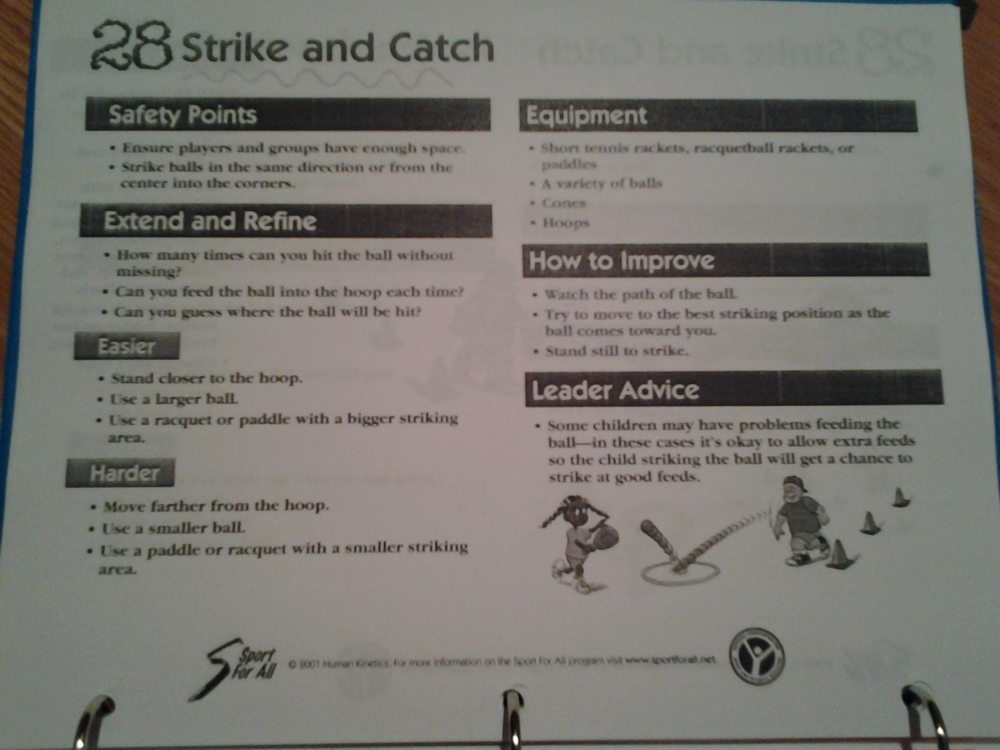 28 Strike and Catch
Safety Points
• Ensure players and groups have enough space.
• Strike balls in the same direction or from the
center into the corners.
Extend and Refine
• How many times can you hit the ball without
missing?
• Can you feed the ball into the hoop each time?
• Can you guess where the ball will be hit?
Easier
• Stand closer to the hoop.
• Use a larger ball.
• Use a racquet or paddle with a bigger striking
area.
Harder
• Move farther from the hoop.
• Use a smaller ball.
• Use a paddle or racquet with a smaller striking
area.
Equipment
• Short tennis rackets, racquetball rackets, or
paddles
• A variety of balls
• Cones
• Hoops
How to Improve
• Watch the path of the ball.
• Try to move to the best striking position as the
ball comes toward you.
• Stand still to strike.
Leader Advice
• Some children may have problems feeding the
ball—in these cases it's okay to allow extra feeds
so the child striking the ball will get a chance to
strike at good feeds.
Sport
For All
© 2001 Human Kinetics. For more information on the Sport For All program visit www.sportforall.net.